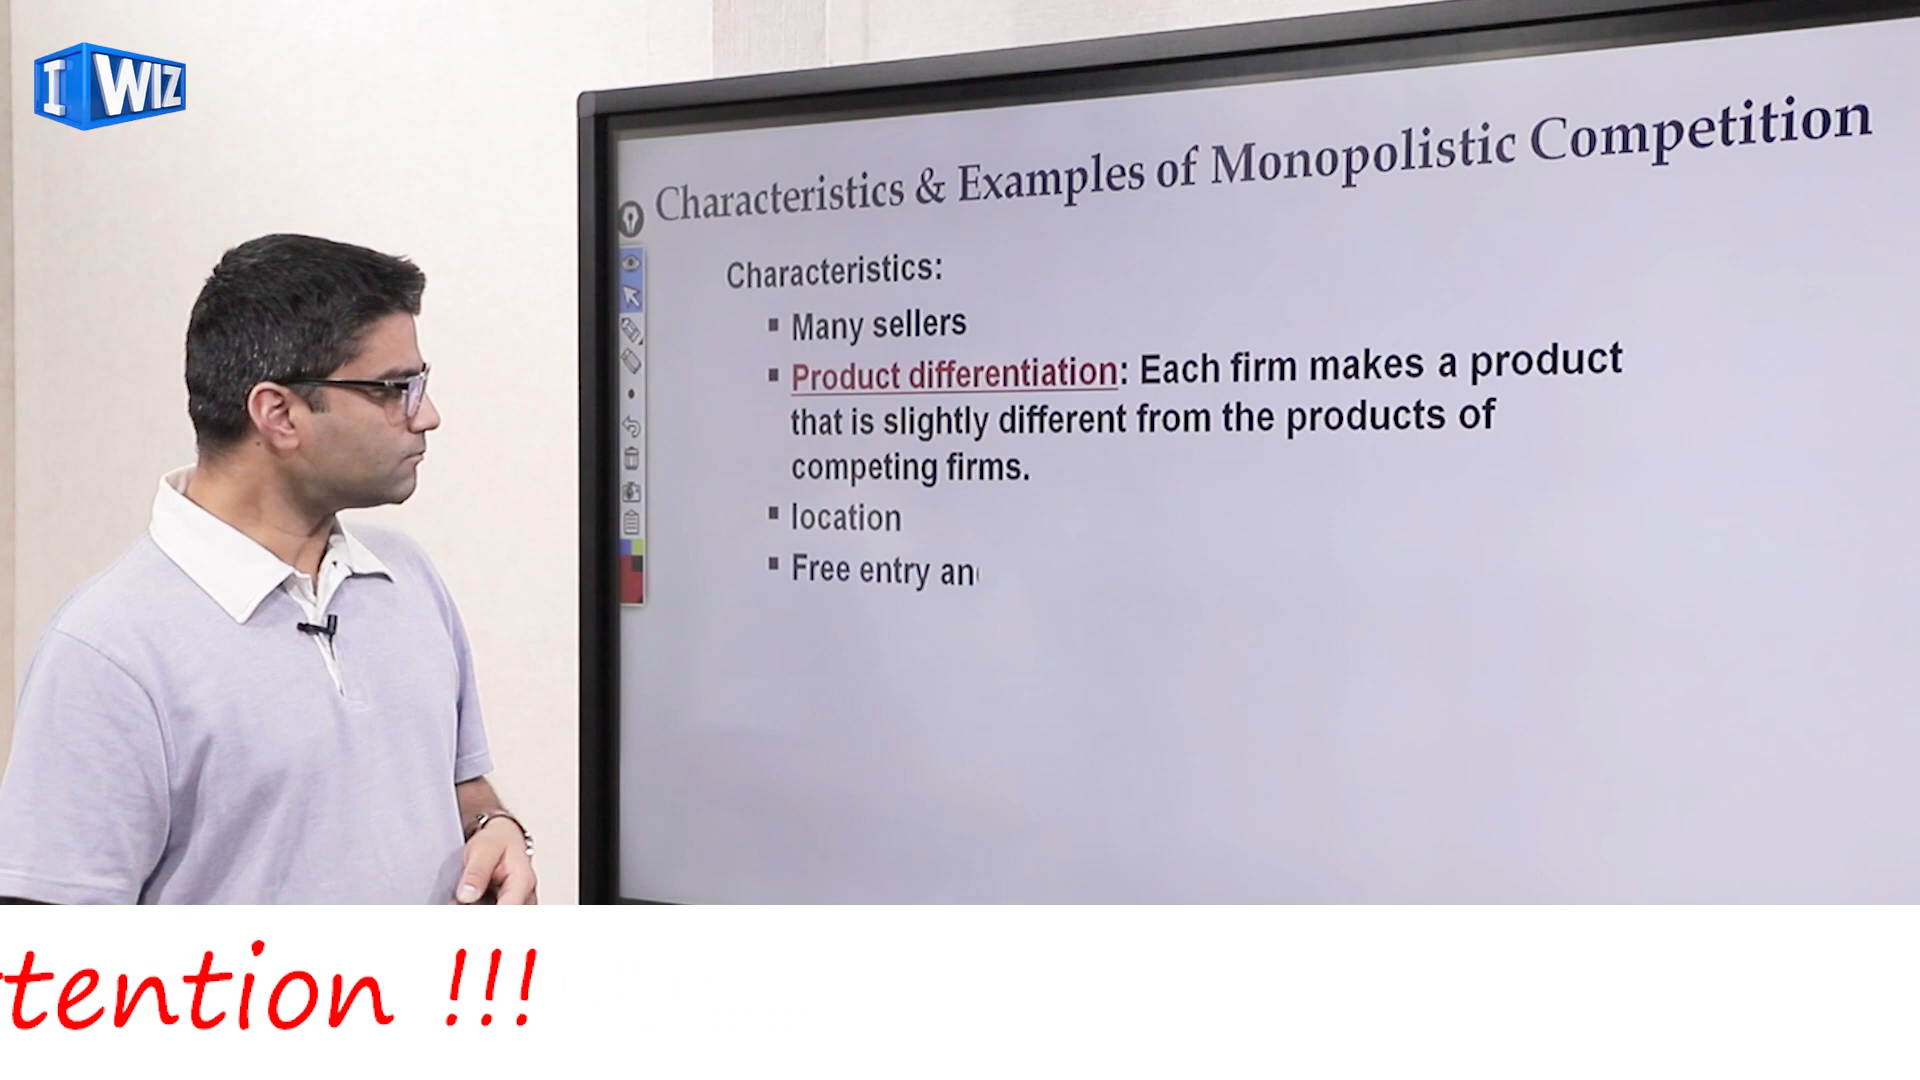 I WIZ
Characteristics & Examples of Monopolistic Competition
Characteristics:
▪ Many sellers
▪ Product differentiation: Each firm makes a product
that is slightly different from the products of
competing firms.
▪ location
▪ Free entry an
tention !!!